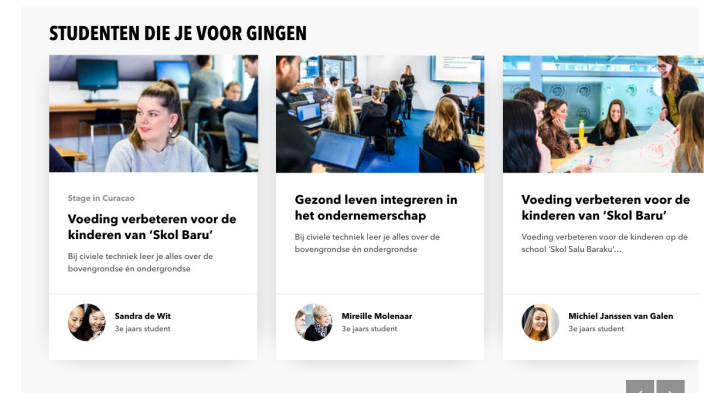 STUDENTEN DIE JE VOOR GINGEN
Stage in Curacao
Voeding verbeteren voor de
kinderen van ‘Skol Baru’
Bij civiele techniek leer je alles over de
bovengrondse én ondergrondse
Sandra de Wit
3e jaars student
Gezond leven integreren in
het ondernemerschap
Bij civiele techniek leer je alles over de
bovengrondse én ondergrondse
Mireille Molenaar
3e jaars student
Voeding verbeteren voor de
kinderen van ‘Skol Baru’
Voeding verbeteren voor de kinderen op de
school ‘Skol Salu Baraku’...
Michiel Janssen van Galen
3e jaars student